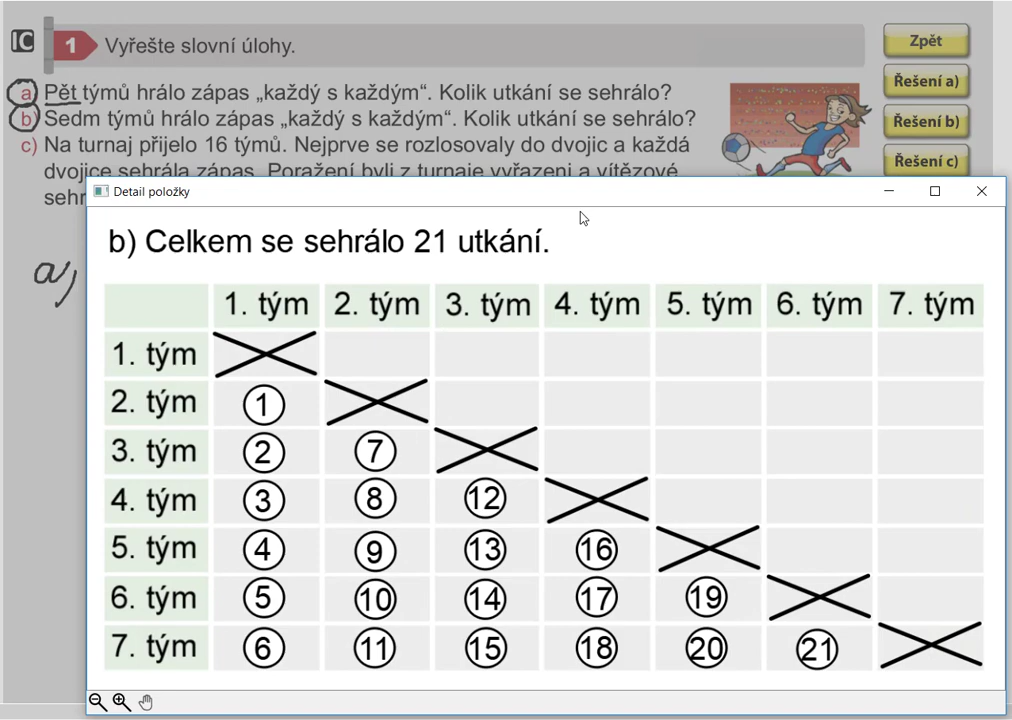 IC
1 Vyřešte slovní úlohy.
Zpět
a) Pět týmů hrálo zápas „každý s každým“. Kolik utkání se sehrálo?
Řešení a)
b) Sedm týmů hrálo zápas „každý s každým“. Kolik utkání se sehrálo?
Řešení b)
c) Na turnaj přijelo 16 týmů. Nejprve se rozlosovaly do dvojic a každá
dvojice sehrála zápas. Poražení byli z turnaje vyřazeni a vítězové
Řešení c)
sehr
a)
Detail položky
b) Celkem se sehrálo 21 utkání.
1. tým 2. tým 3. tým 4. tým 5. tým 6. tým 7. tým
1. tým
2. tým 1
3. tým 2 7
4. tým 3 8 12
5. tým 4 9 13 16
6. tým 5 10 14 17 19
7. tým 6 11 15 18 20 21